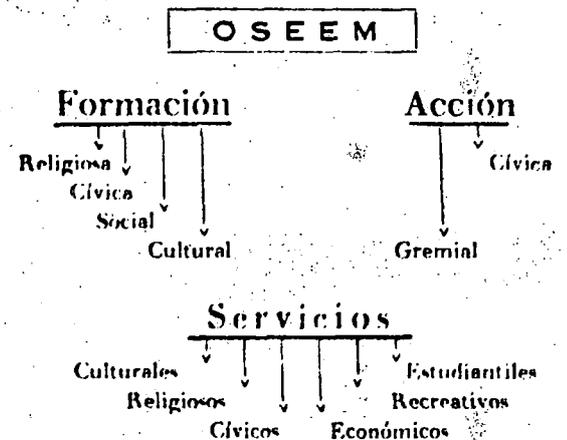 OSEEM
Formación
Acción
Religiosa
Cívica
Cívica
Social
Cultural
Gremial
Servicios
Culturales
Estudiantiles
Religiosos
Recreativos
Cívicos
Económicos